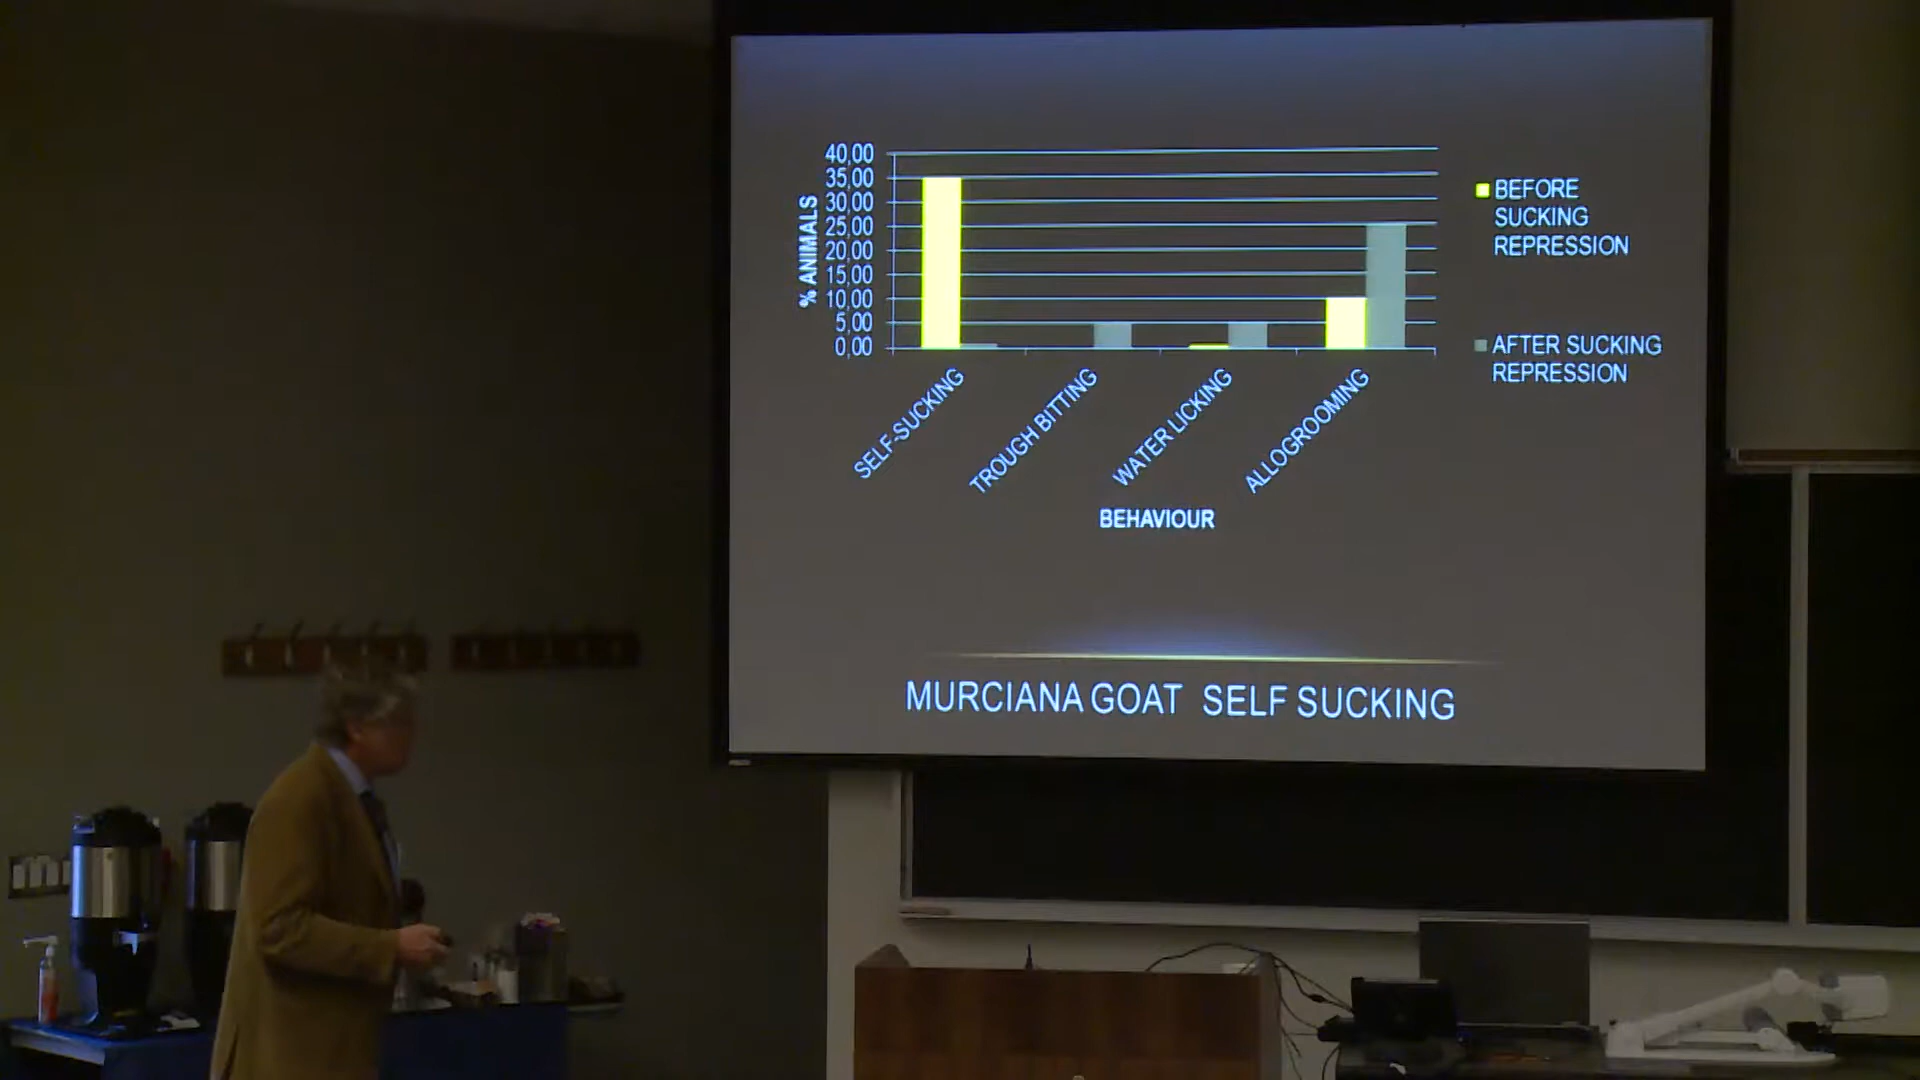 40,00
35,00
30,00
25,00
20,00
15,00
10,00
5,00
0,00
% ANIMALS
SELF-SUCKING
TROUGH BITTING
WATER LICKING
ALLOGROOMING
BEHAVIOUR
BEFORE
SUCKING
REPRESSION
AFTER SUCKING
REPRESSION
MURCIANA GOAT SELF SUCKING